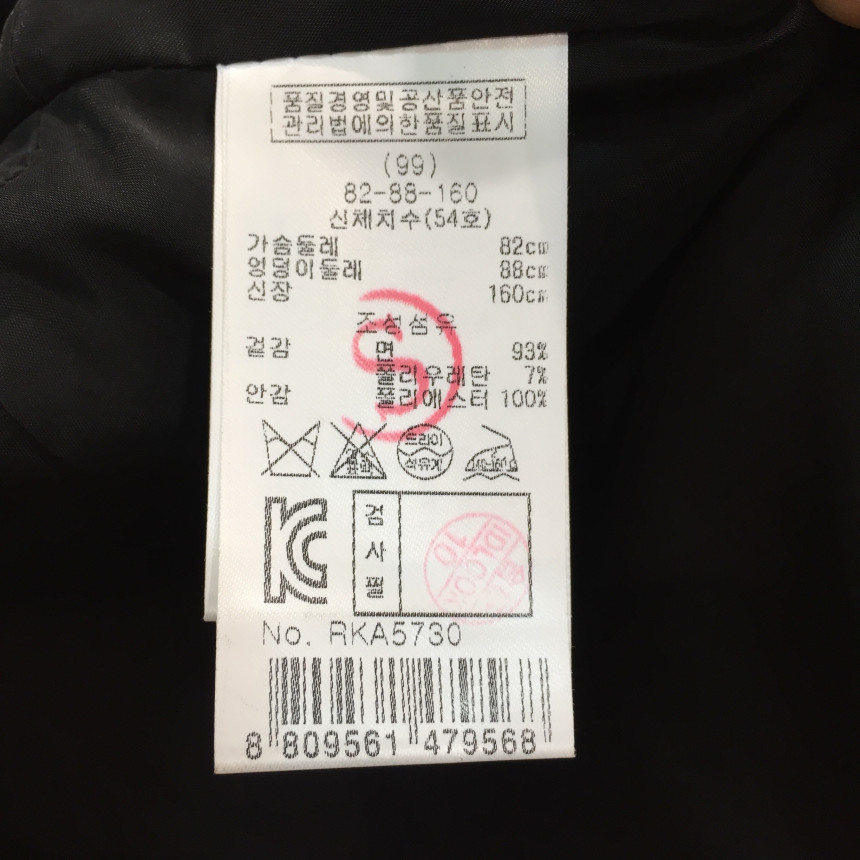 품질경영및공산품안전
관리법에의한품질표시
(99)
82-88-160
신체치수(54호)
가슴둘레 82cm
엉덩이둘레 88cm
신장 160cm
조성섬유
겉감 면 93%
폴리우레탄 7%
안감 폴리에스터 100%
S
드라이
석유계
검사필
No. RKA5730
8 809561 479568